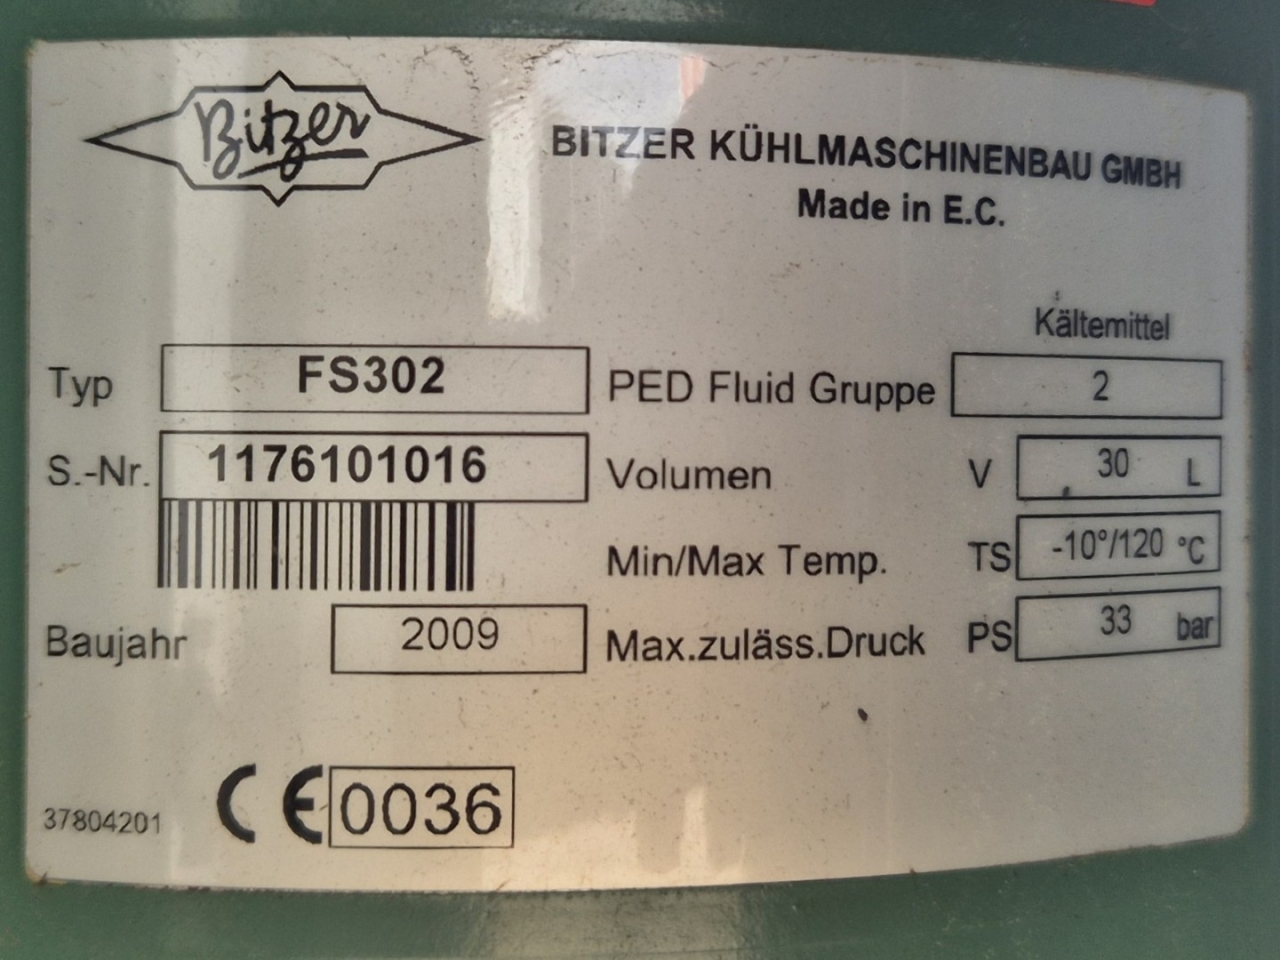 Bitzer
BITZER KÜHLMASCHINENBAU GMBH
Made in E.C.
Kältemittel
Typ FS302 PED Fluid Gruppe 2
S.-Nr. 1176101016 Volumen V 30 L
Min/Max Temp. TS -10°/120 °C
Baujahr 2009 Max.zuläss.Druck PS 33 bar
37804201 CE 0036